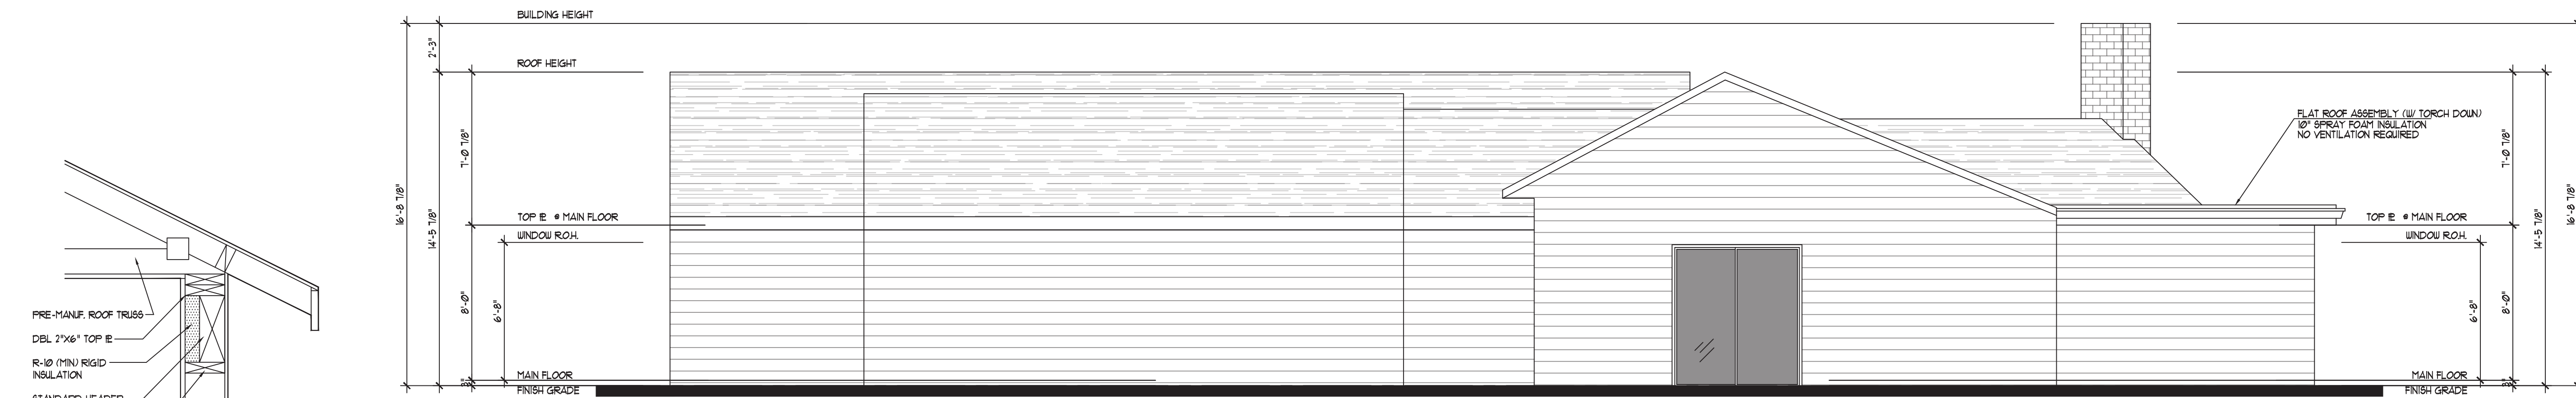 BUILDING HEIGHT
2'-3"
ROOF HEIGHT
7'-0 7/8"
16'-8 7/8"
14'-5 7/8"
TOP PL @ MAIN FLOOR
WINDOW R.O.H.
8'-0"
6'-8"
MAIN FLOOR
3"
FINISH GRADE
PRE-MANUF. ROOF TRUSS
DBL 2"X6" TOP PL
R-10 (MIN) RIGID
INSULATION
STANDARD HEADER
FLAT ROOF ASSEMBLY (W/ TORCH DOWN)
10" SPRAY FOAM INSULATION
NO VENTILATION REQUIRED
7'-0 7/8"
16'-8 7/8"
14'-5 7/8"
TOP PL @ MAIN FLOOR
WINDOW R.O.H.
6'-8"
8'-0"
MAIN FLOOR
3"
FINISH GRADE